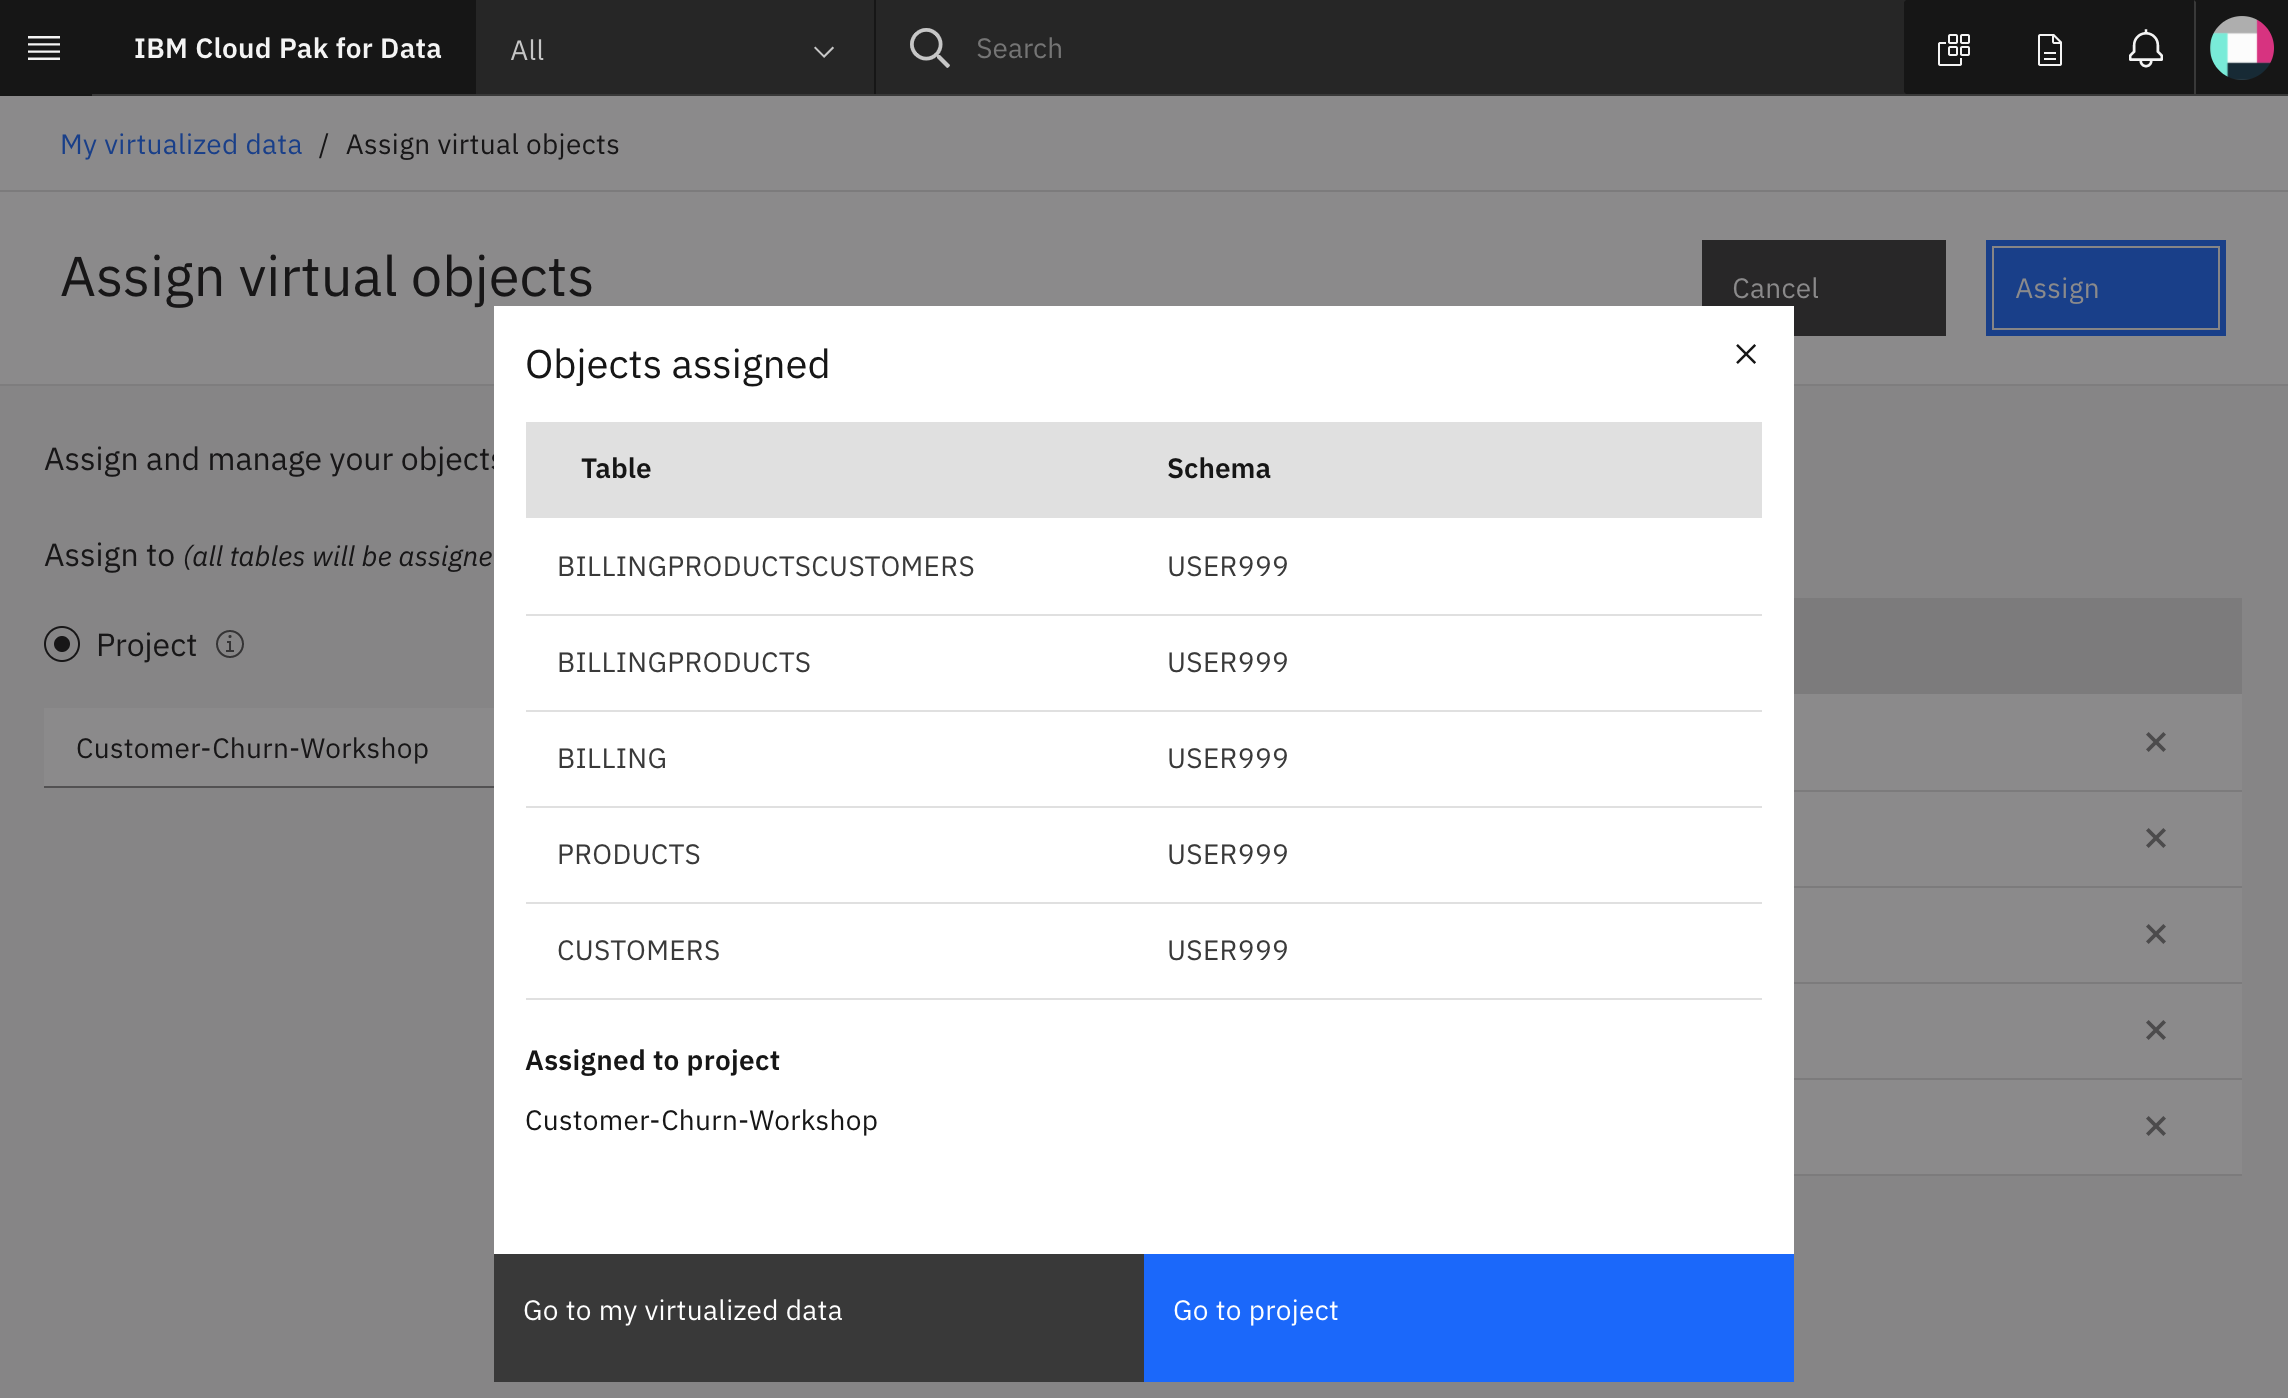 IBM Cloud Pak for Data
All
Search
My virtualized data / Assign virtual objects
Assign virtual objects
Cancel
Assign
Objects assigned
Assign and manage your objects
Assign to (all tables will be assigne
Project
Customer-Churn-Workshop
Table Schema
BILLINGPRODUCTSCUSTOMERS USER999
BILLINGPRODUCTS USER999
BILLING USER999
PRODUCTS USER999
CUSTOMERS USER999
Assigned to project
Customer-Churn-Workshop
Go to my virtualized data
Go to project